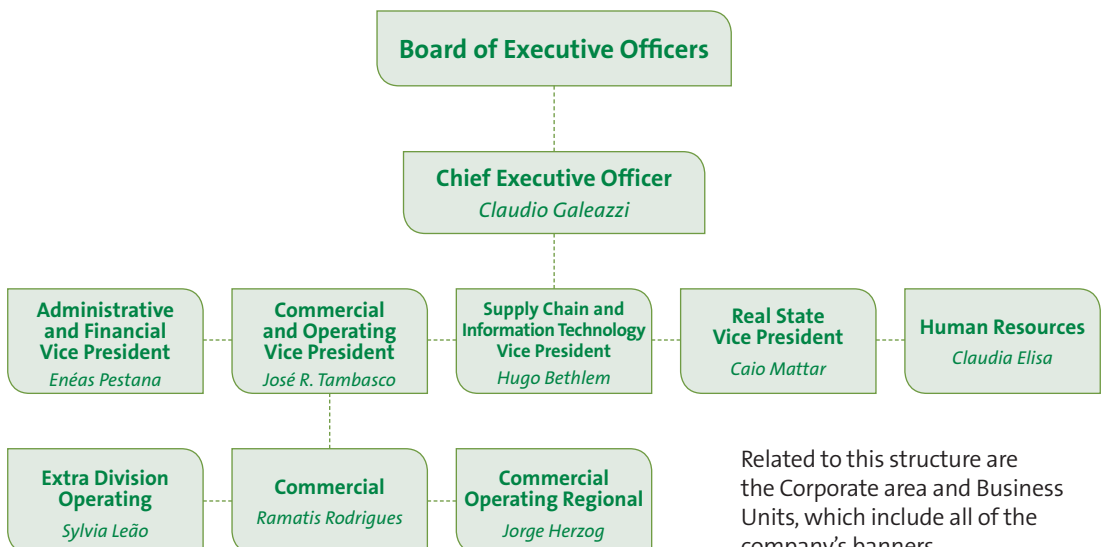 Board of Executive Officers
Chief Executive Officer
Claudio Galeazzi
Administrative
and Financial
Vice President
Enéas Pestana
Commercial
and Operating
Vice President
José R. Tambasco
Supply Chain and
Information Technology
Vice President
Hugo Bethlem
Real State
Vice President
Caio Mattar
Human Resources
Claudia Elisa
Extra Division
Operating
Sylvia Leão
Commercial
Ramatis Rodrigues
Commercial
Operating Regional
Jorge Herzog
Related to this structure are
the Corporate area and Business
Units, which include all of the
company's banners